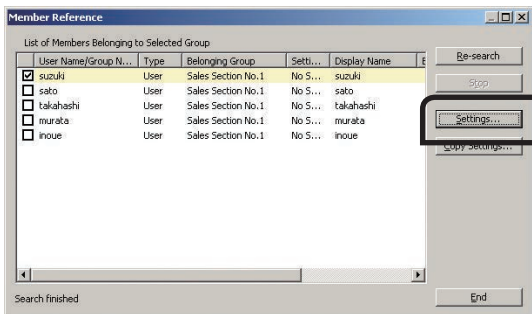 Member Reference
List of Members Belonging to Selected Group
User Name/Group N... Type Belonging Group Setti... Display Name E
suzuki User Sales Section No.1 No S... suzuki
sato User Sales Section No.1 No S... sato
takahashi User Sales Section No.1 No S... takahashi
murata User Sales Section No.1 No S... murata
inoue User Sales Section No.1 No S... inoue
Re-search
Stop
Settings...
Copy Settings...
Search finished
End